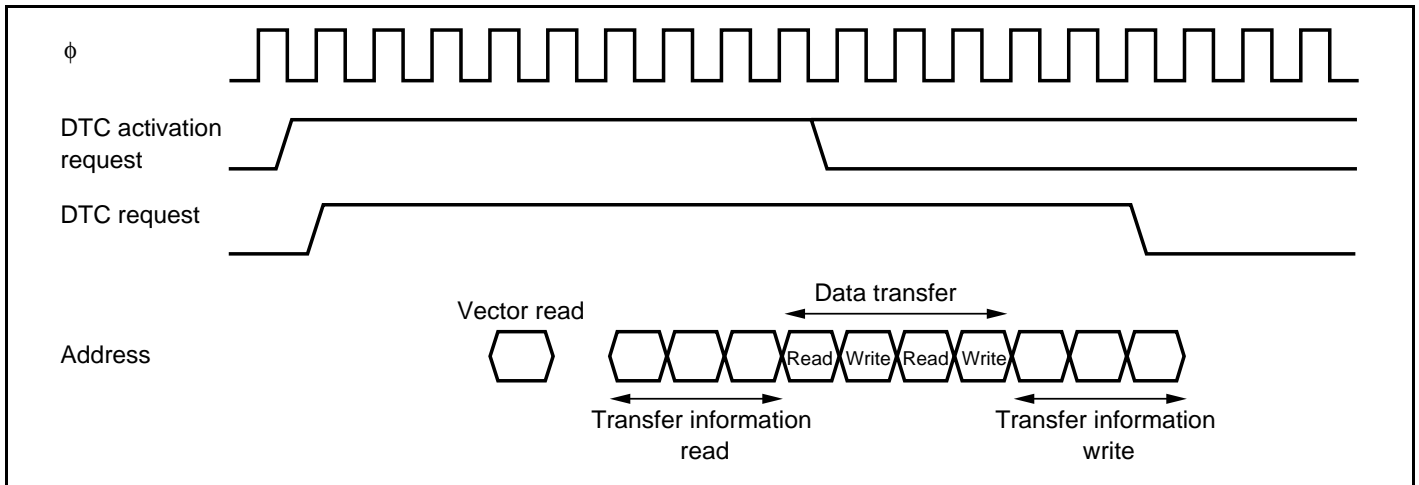 ϕ
DTC activation
request
DTC request
Data transfer
Vector read
Address
Read Write Read Write
Transfer information
read
Transfer information
write